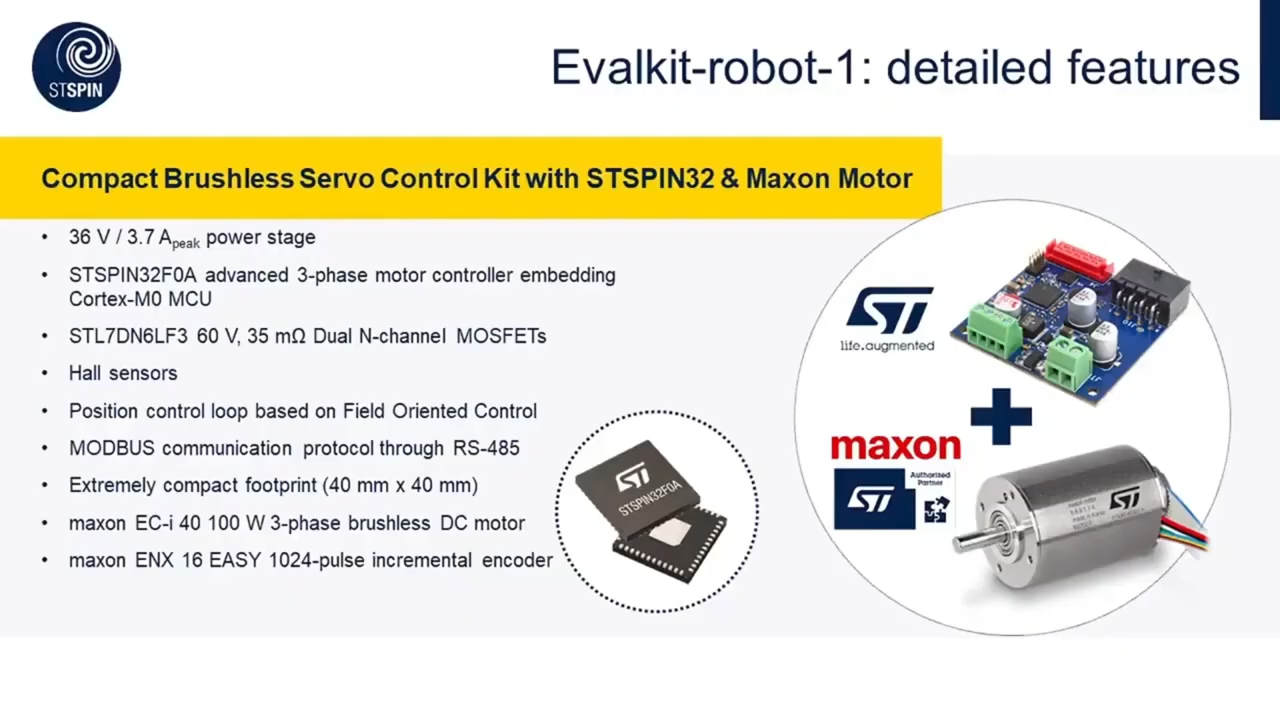 STSPIN
Evalkit-robot-1: detailed features
Compact Brushless Servo Control Kit with STSPIN32 & Maxon Motor
• 36 V / 3.7 Apeak power stage
• STSPIN32F0A advanced 3-phase motor controller embedding
Cortex-M0 MCU
• STL7DN6LF3 60 V, 35 mΩ Dual N-channel MOSFETs
• Hall sensors
• Position control loop based on Field Oriented Control
• MODBUS communication protocol through RS-485
• Extremely compact footprint (40 mm x 40 mm)
• maxon EC-i 40 100 W 3-phase brushless DC motor
• maxon ENX 16 EASY 1024-pulse incremental encoder
ST
STSPIN32F0A
ST
life.augmented
maxon
ST
Authorised
Partner
ST